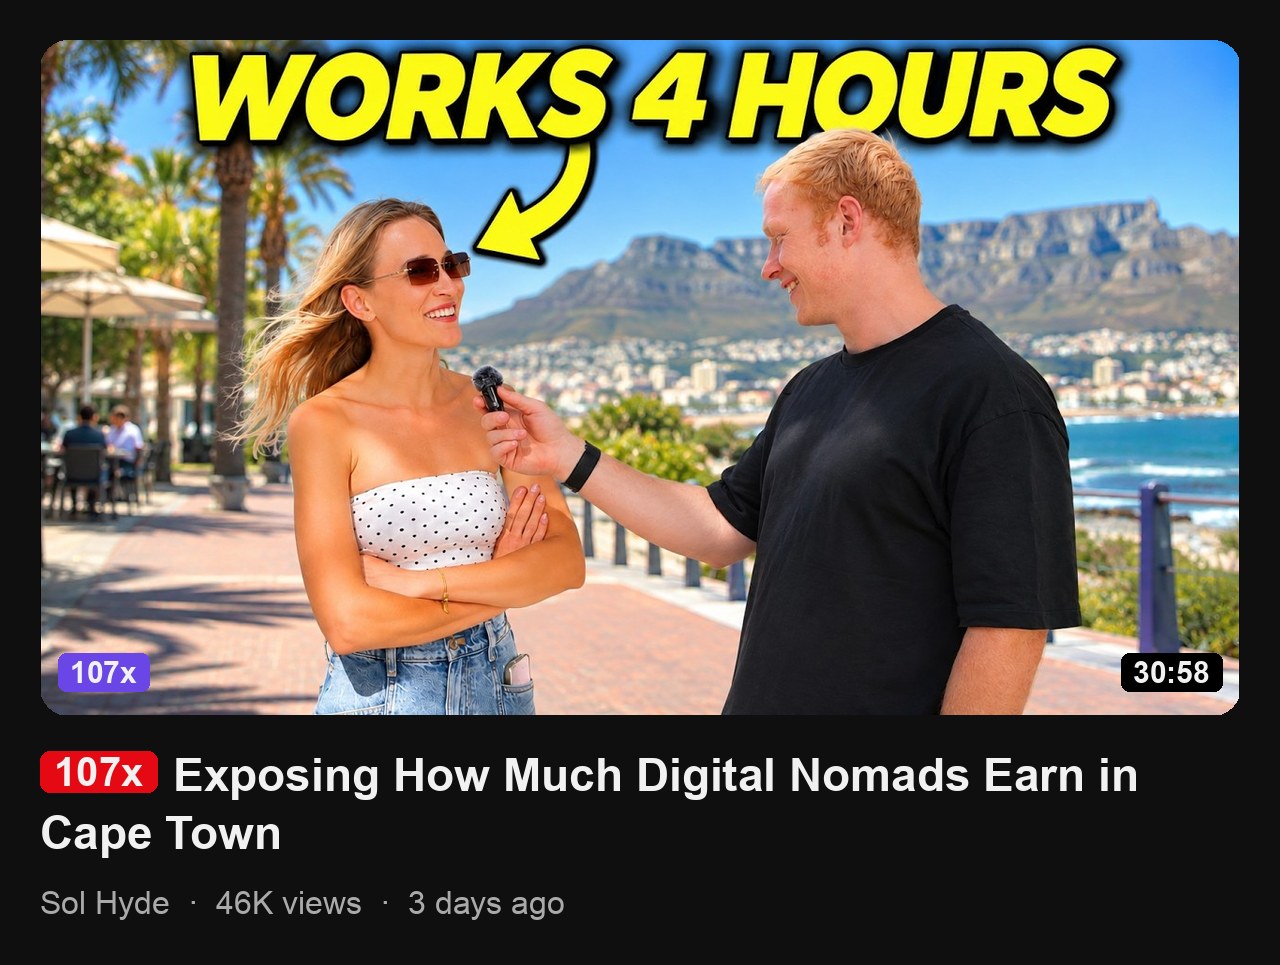 WORKS 4 HOURS
107x
30:58
107x Exposing How Much Digital Nomads Earn in
Cape Town
Sol Hyde · 46K views · 3 days ago